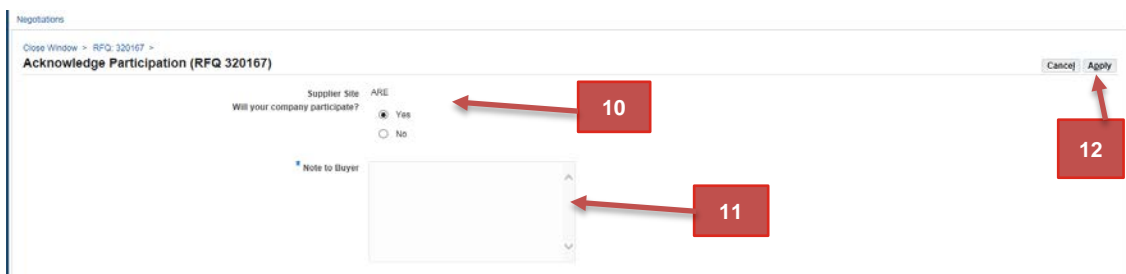 Negotiations
Close Window > RFQ: 320167 >
Acknowledge Participation (RFQ 320167)
Cancel Apply
Supplier Site ARE
Will your company participate?
Yes
No
* Note to Buyer
10
11
12